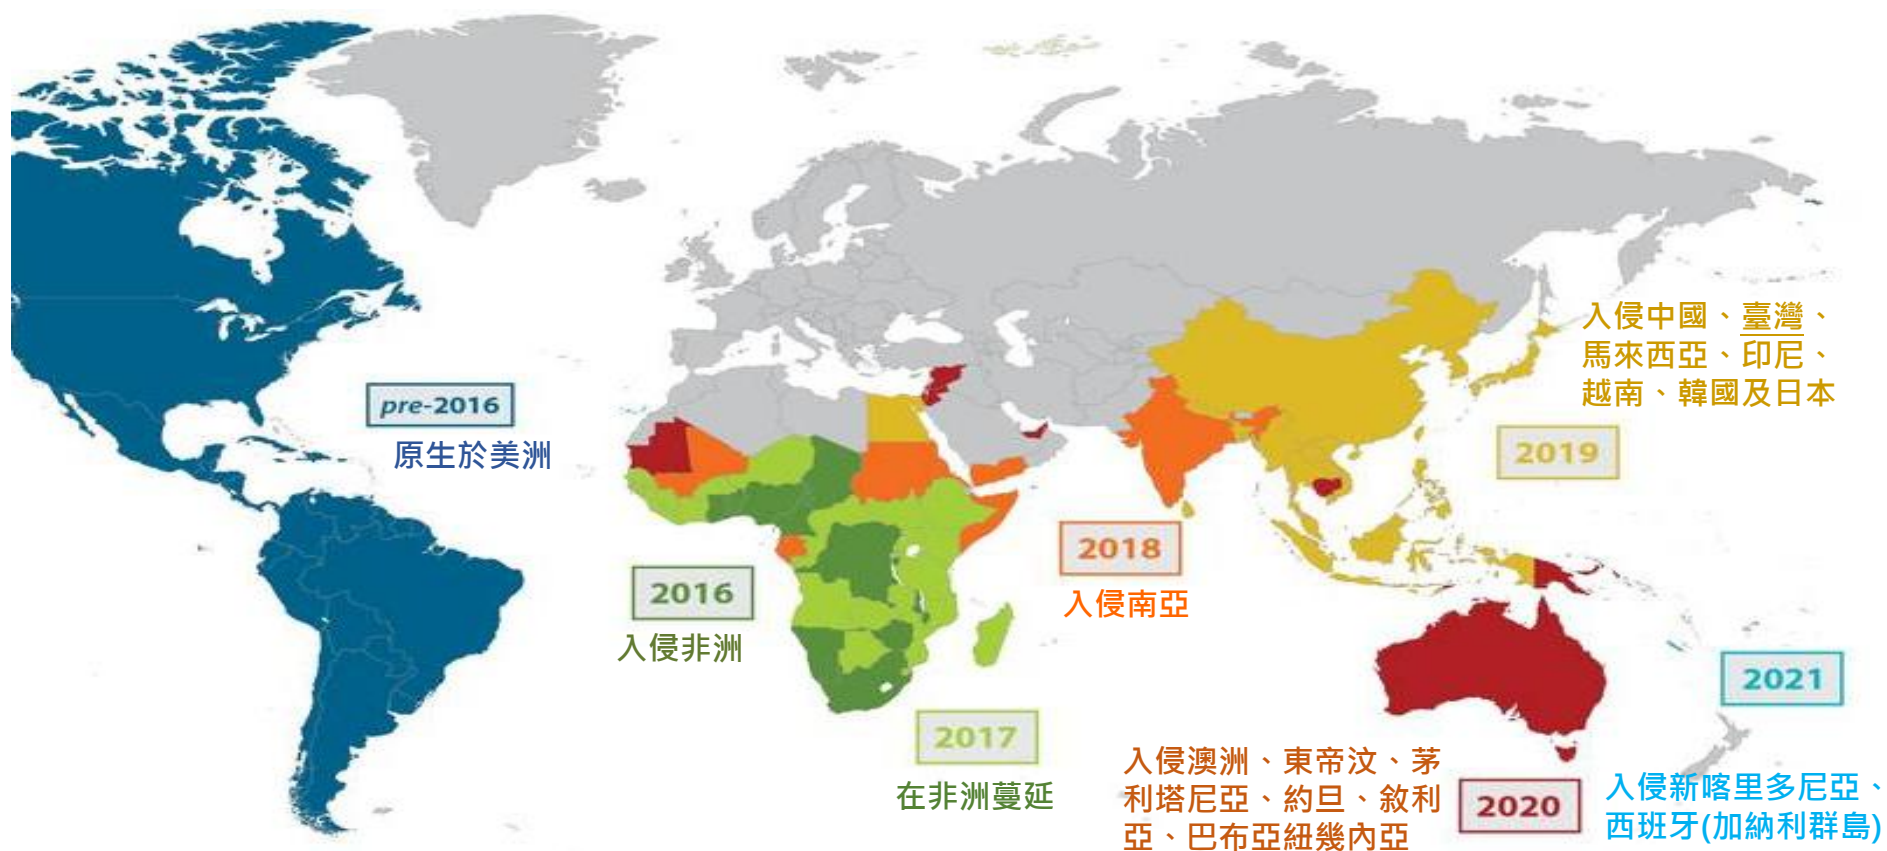 pre-2016
原生於美洲
2016
入侵非洲
2017
在非洲蔓延
2018
入侵南亞
入侵中國、臺灣、
馬來西亞、印尼、
越南、韓國及日本
2019
入侵澳洲、東帝汶、茅
利塔尼亞、約旦、敘利
亞、巴布亞紐幾內亞
2020
2021
入侵新喀里多尼亞、
西班牙(加納利群島)